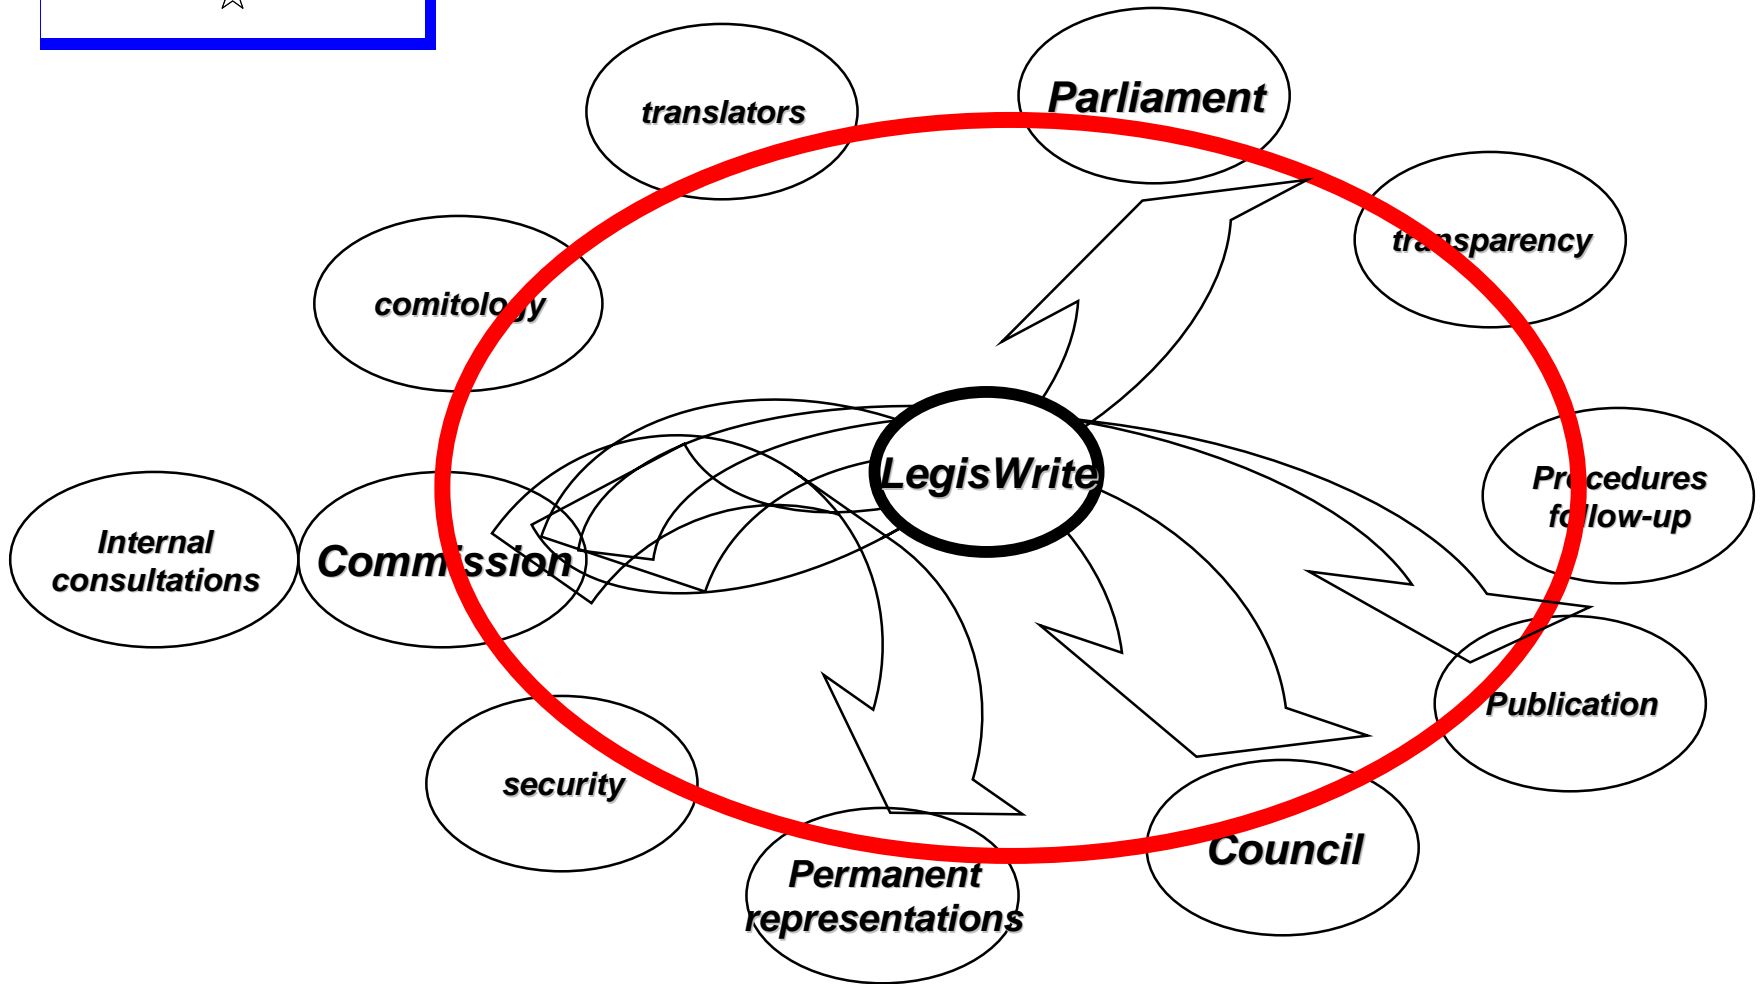 translators
Parliament
transparency
comitology
LegisWrite
Procedures
follow-up
Internal
consultations
Commission
Publication
security
Council
Permanent
representations